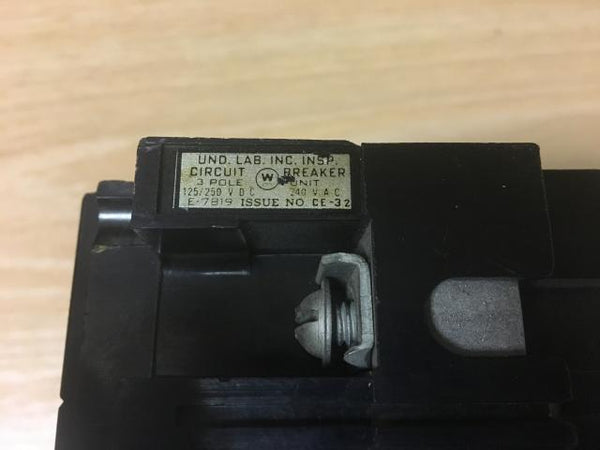 UND. LAB. INC. INSP.
CIRCUIT W BREAKER
3 POLE UNIT
125/250 V D C 240 V. A C
E-7819 ISSUE NO. CE-32